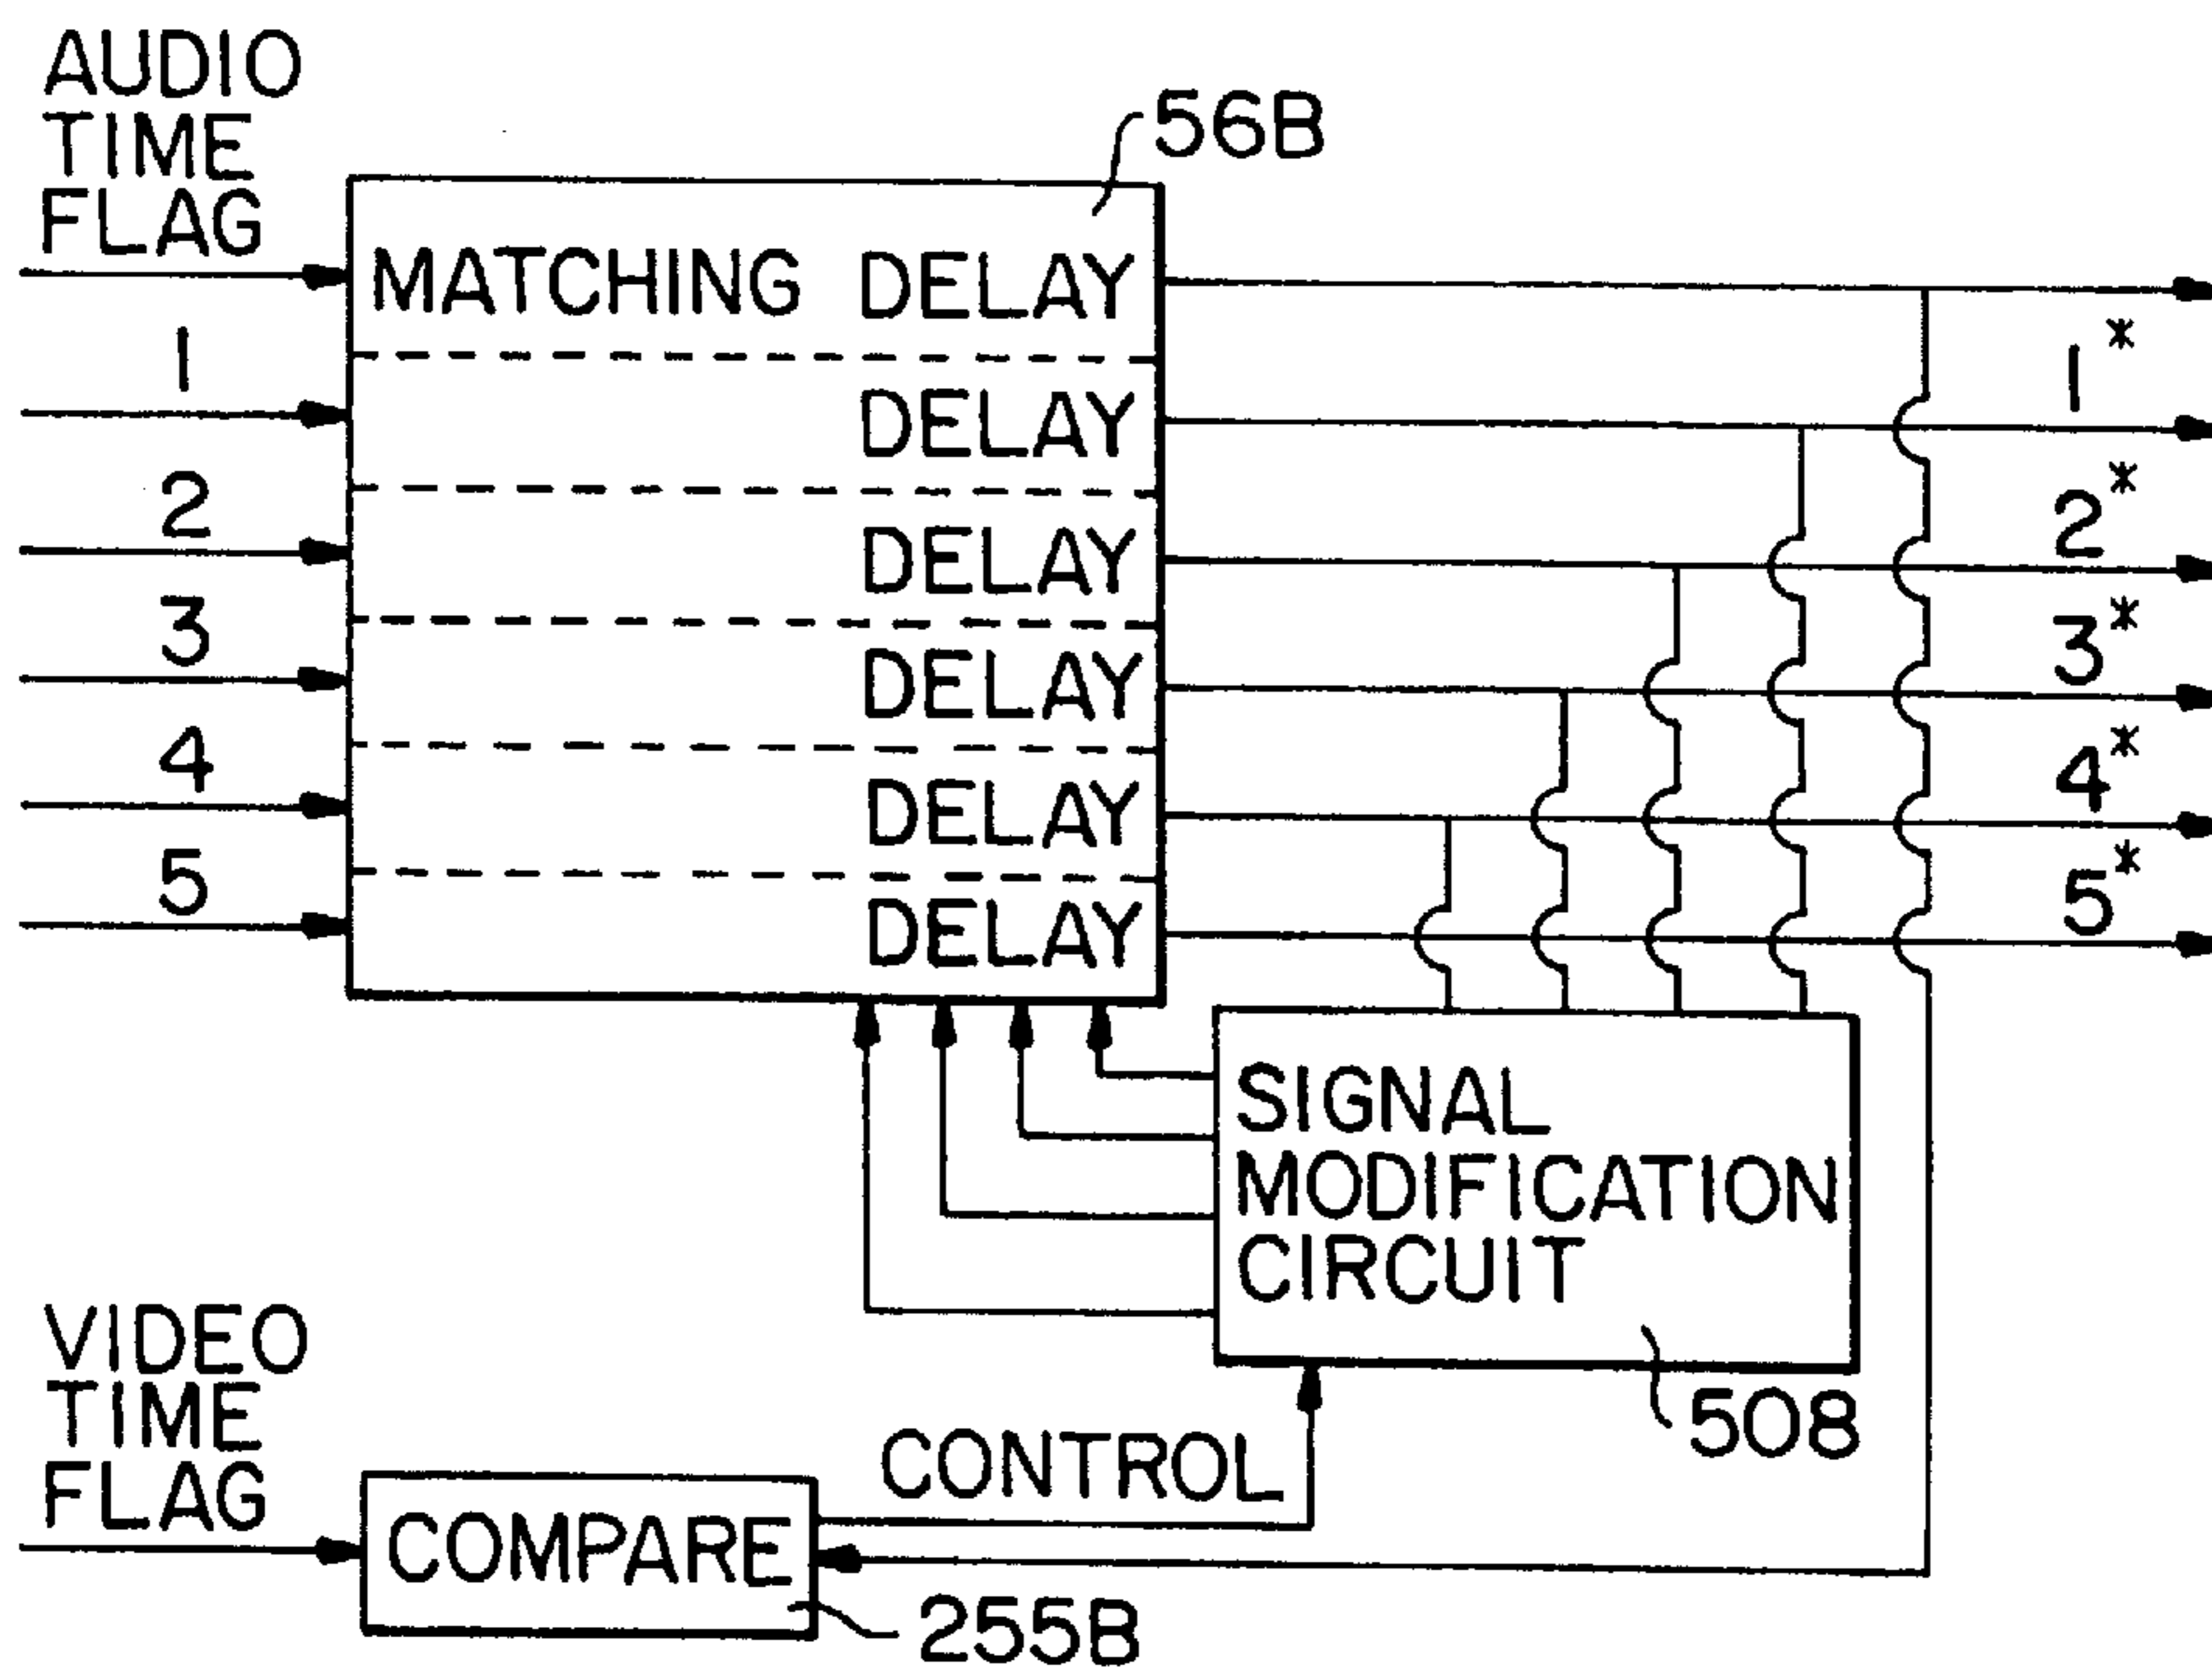 AUDIO
TIME
FLAG
56B
MATCHING DELAY
1
DELAY
1*
2
DELAY
2*
3
DELAY
3*
4
DELAY
4*
5
DELAY
5*
SIGNAL
MODIFICATION
CIRCUIT
508
VIDEO
TIME
FLAG
CONTROL
COMPARE
255B